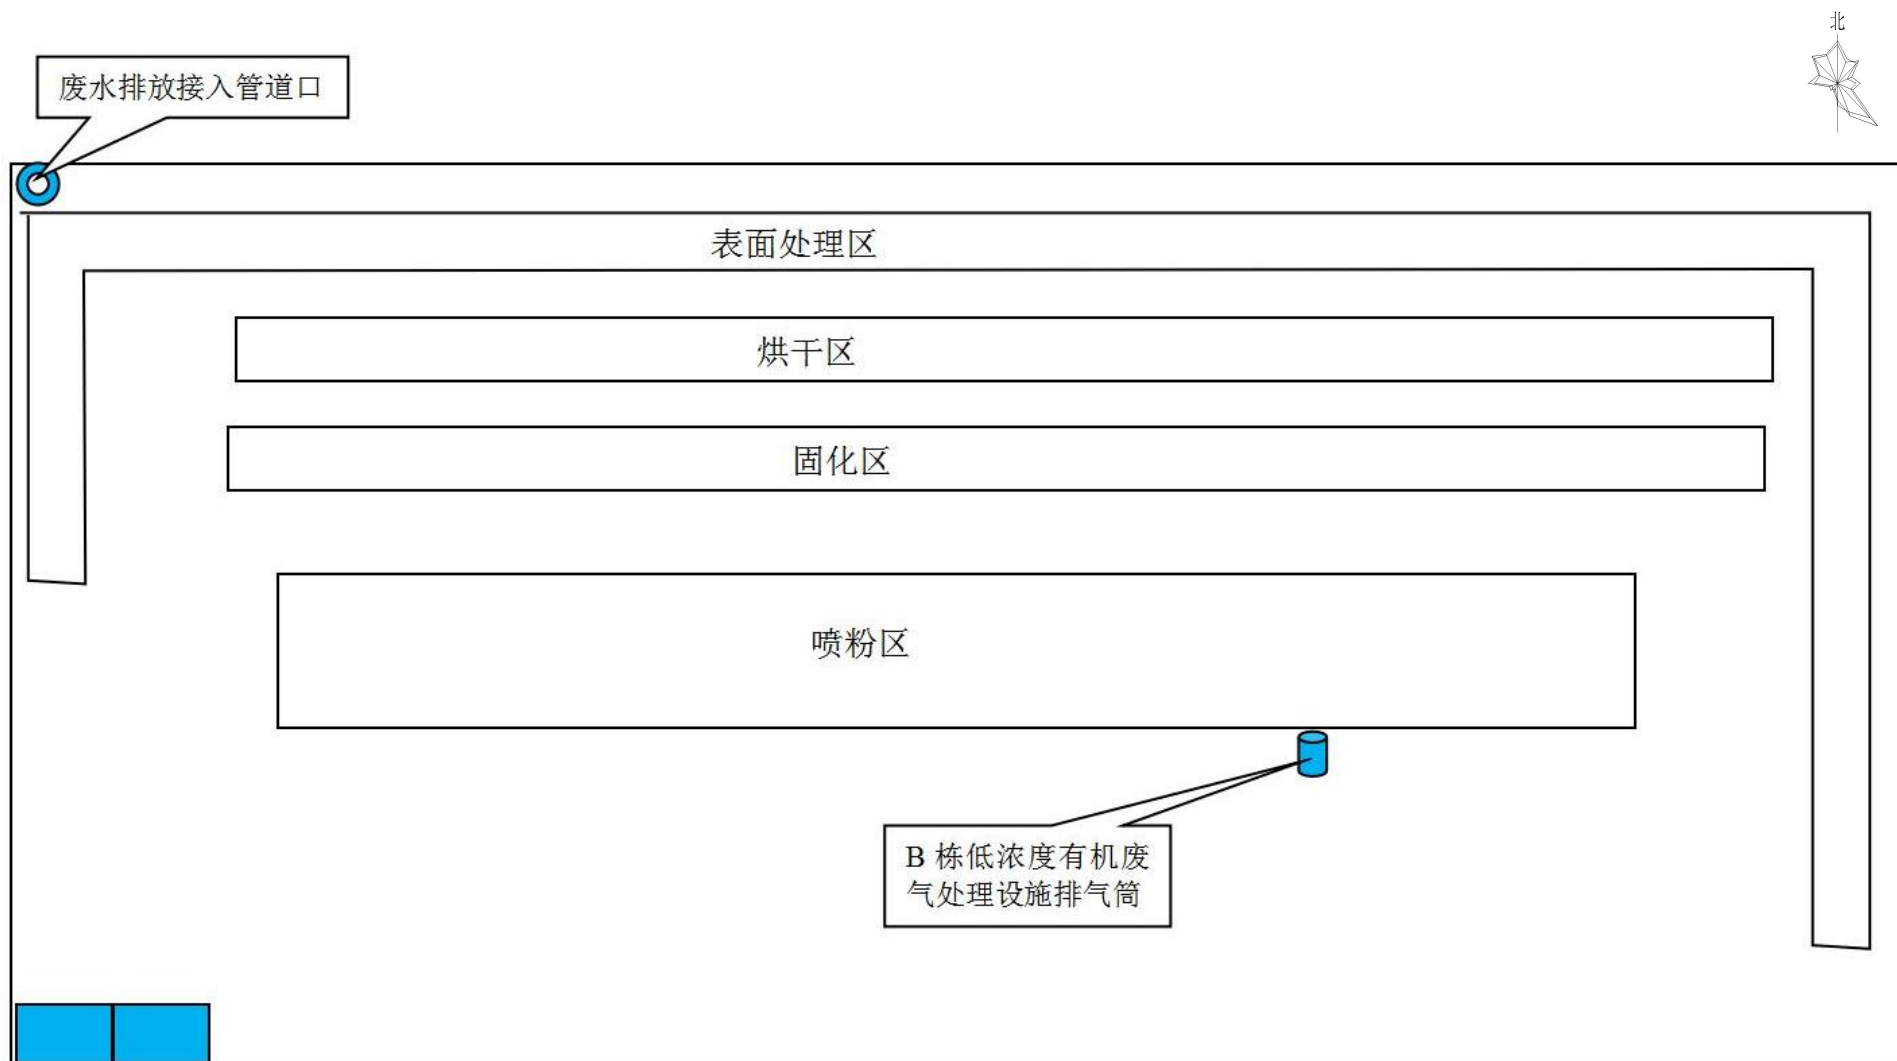 北
废水排放接入管道口
表面处理区
烘干区
固化区
喷粉区
B 栋低浓度有机废
气处理设施排气筒